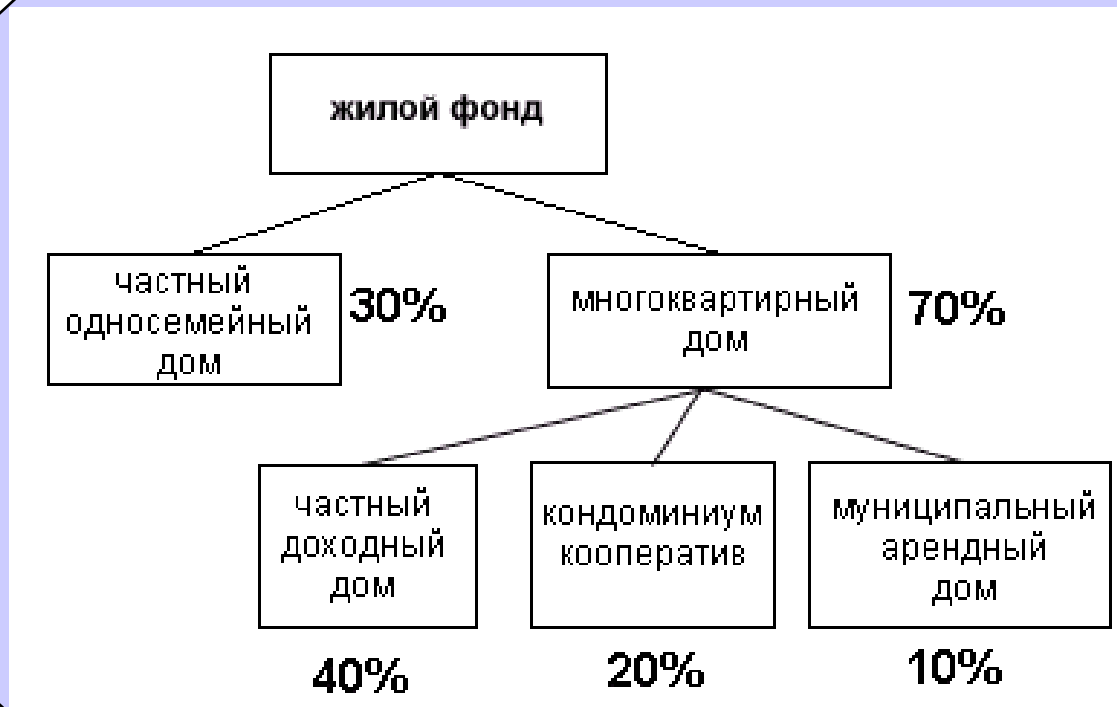 жилой фонд
частный
односемейный
дом
30%
многоквартирный
дом
70%
частный
доходный
дом
кондоминиум
кооператив
муниципальный
арендный
дом
40%
20%
10%